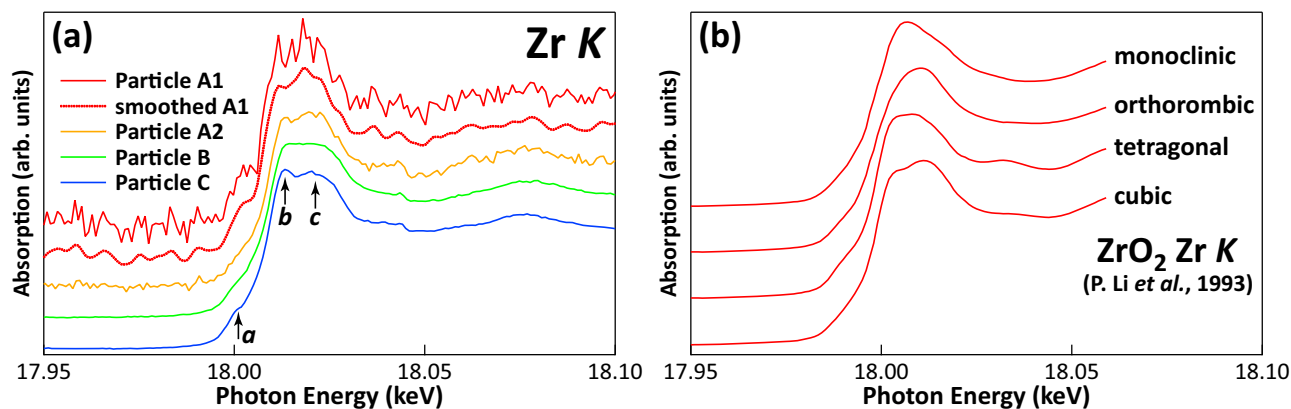 (a)
Zr K
Particle A1
smoothed A1
Particle A2
Particle B
Particle C
b
c
a
Absorption (arb. units)
17.95
18.00
18.05
18.10
Photon Energy (keV)
(b)
monoclinic
orthorombic
tetragonal
cubic
ZrO₂ Zr K
(P. Li et al., 1993)
Absorption (arb. units)
17.95
18.00
18.05
18.10
Photon Energy (keV)